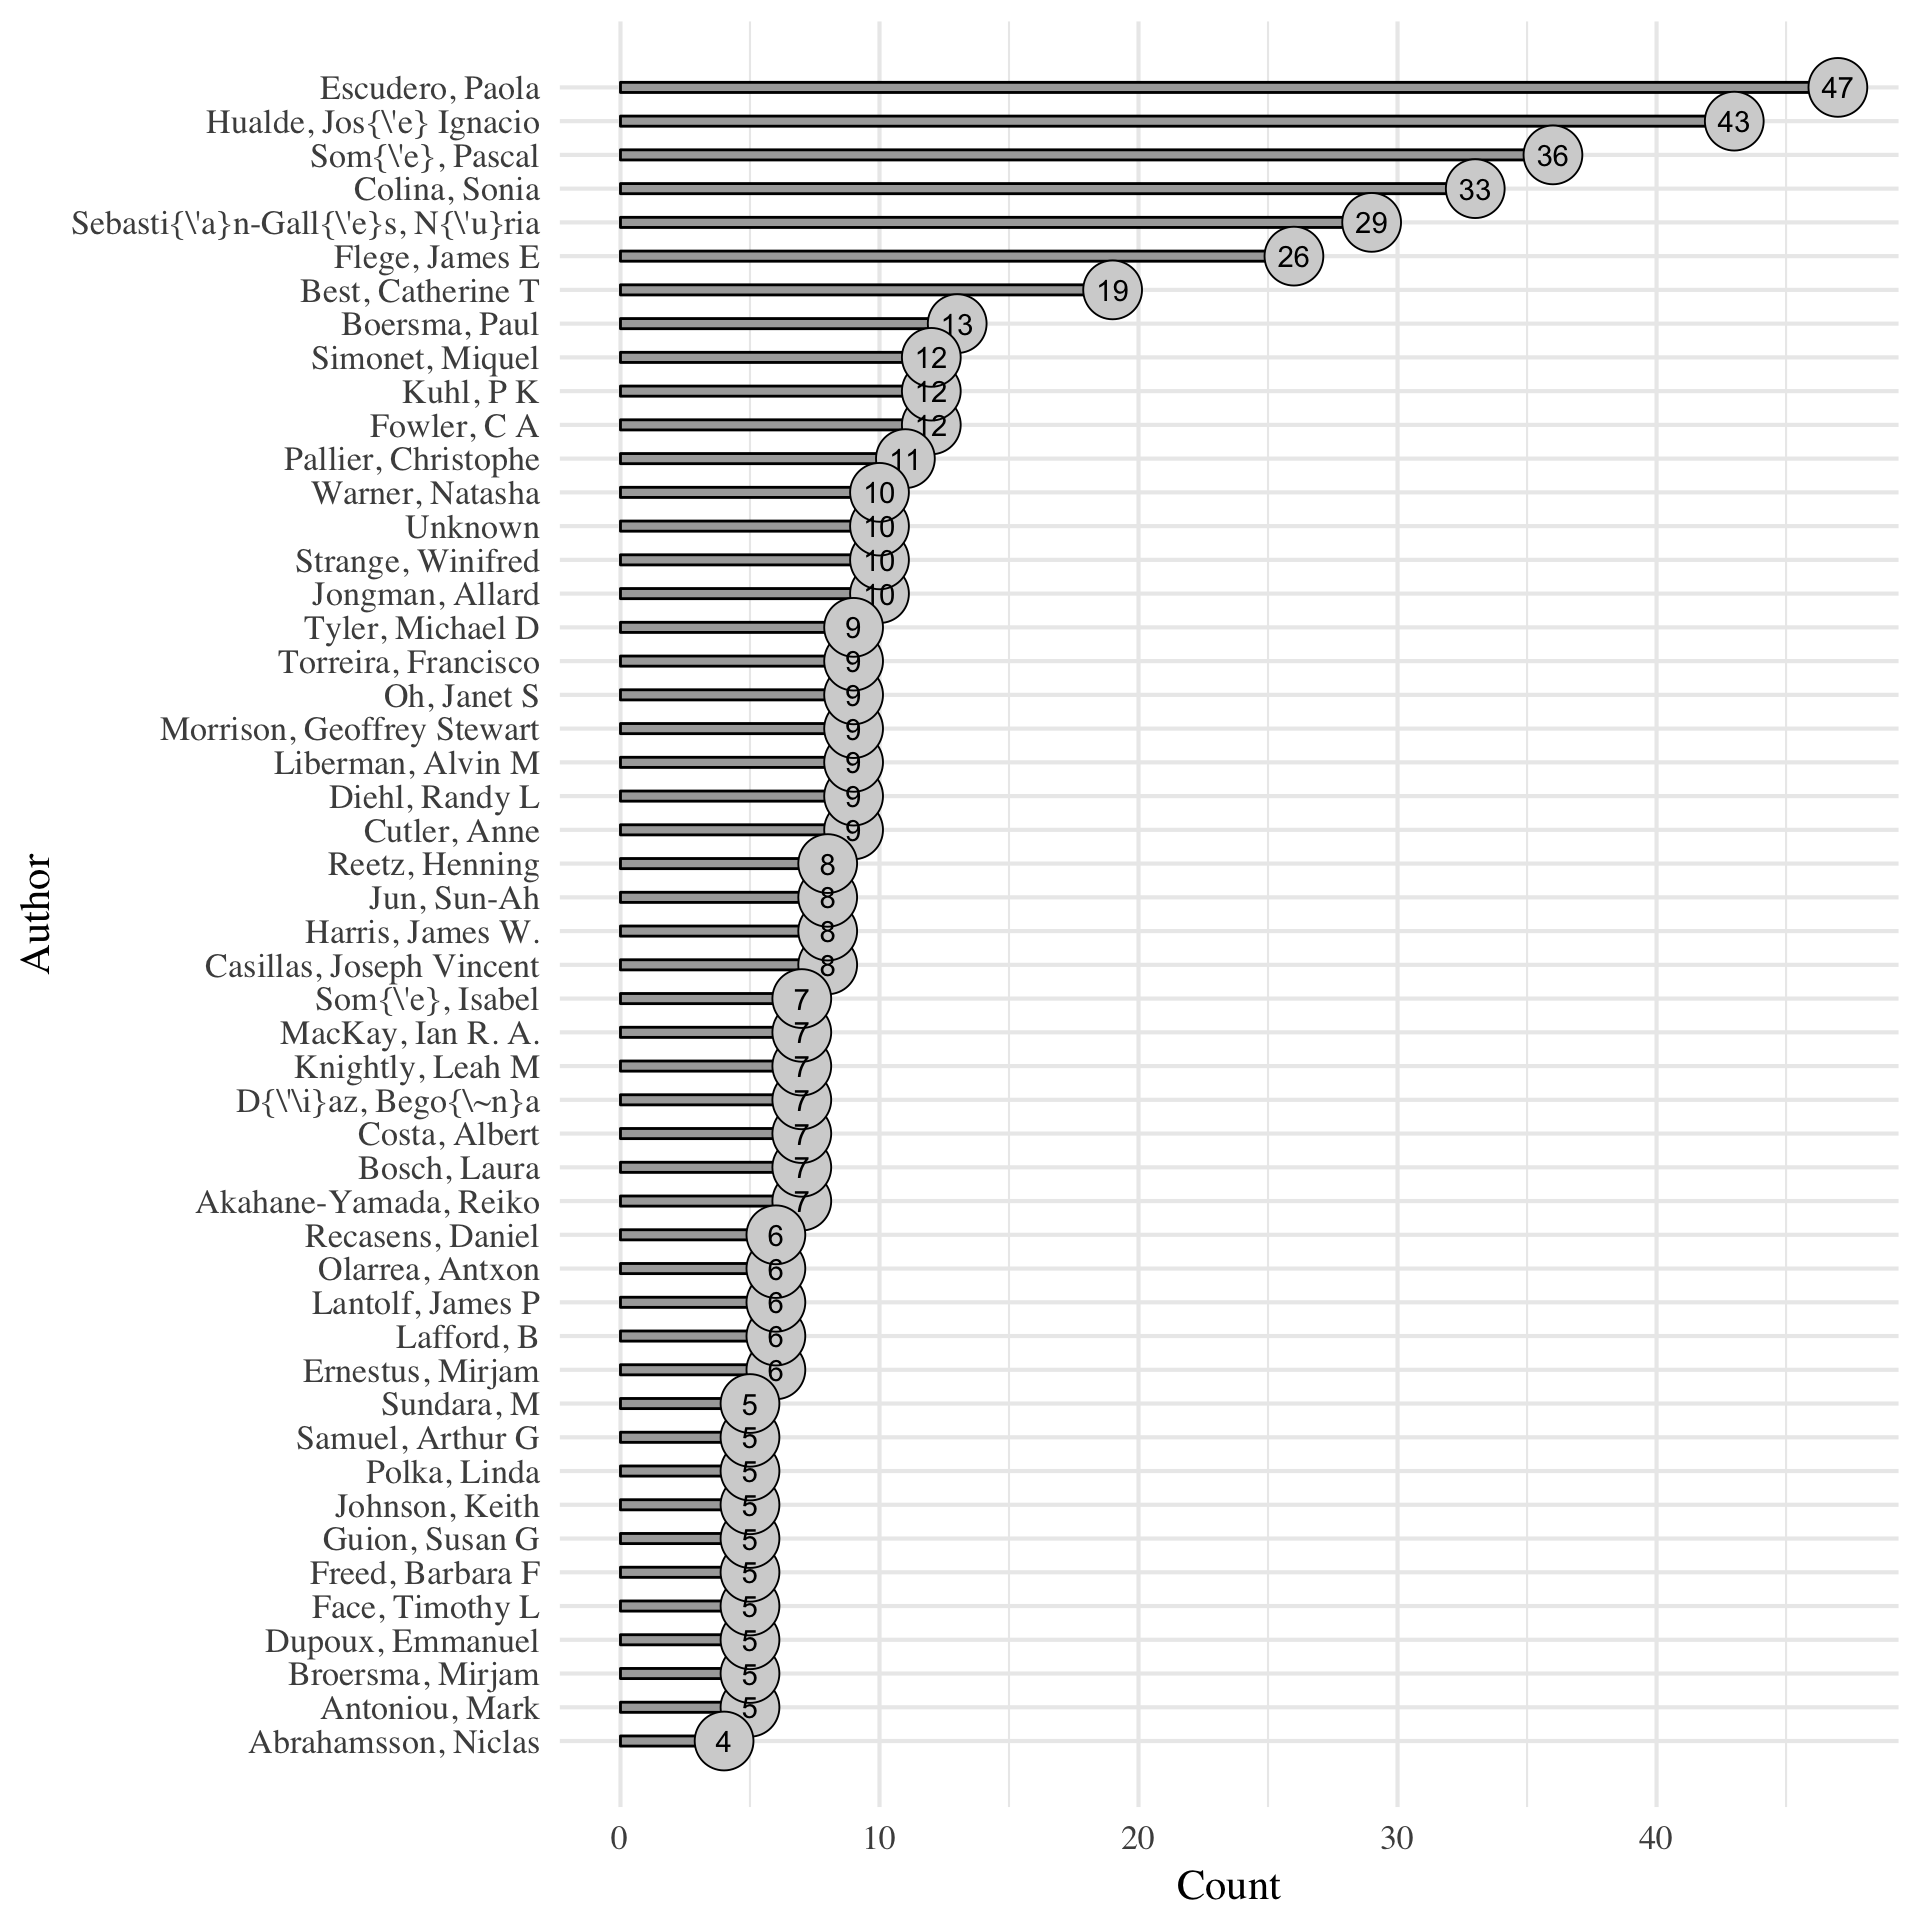 Escudero, Paola 47
Hualde, Jos{\'e} Ignacio 43
Som{\'e}, Pascal 36
Colina, Sonia 33
Sebasti{\'a}n-Gall{\'e}s, N{\'u}ria 29
Flege, James E 26
Best, Catherine T 19
Boersma, Paul 13
Simonet, Miquel 12
Kuhl, P K 12
Fowler, C A 12
Pallier, Christophe 11
Warner, Natasha 10
Unknown 10
Strange, Winifred 10
Jongman, Allard 10
Tyler, Michael D 9
Torreira, Francisco 9
Oh, Janet S 9
Morrison, Geoffrey Stewart 9
Liberman, Alvin M 9
Diehl, Randy L 9
Cutler, Anne 9
Reetz, Henning 8
Jun, Sun-Ah 8
Harris, James W. 8
Casillas, Joseph Vincent 8
Som{\'e}, Isabel 7
MacKay, Ian R. A. 7
Knightly, Leah M 7
D{\'\i}az, Bego{\~n}a 7
Costa, Albert 7
Bosch, Laura 7
Akahane-Yamada, Reiko 7
Recasens, Daniel 6
Olarrea, Antxon 6
Lantolf, James P 6
Lafford, B 6
Ernestus, Mirjam 6
Sundara, M 5
Samuel, Arthur G 5
Polka, Linda 5
Johnson, Keith 5
Guion, Susan G 5
Freed, Barbara F 5
Face, Timothy L 5
Dupoux, Emmanuel 5
Broersma, Mirjam 5
Antoniou, Mark 5
Abrahamsson, Niclas 4
Author
0 10 20 30 40
Count